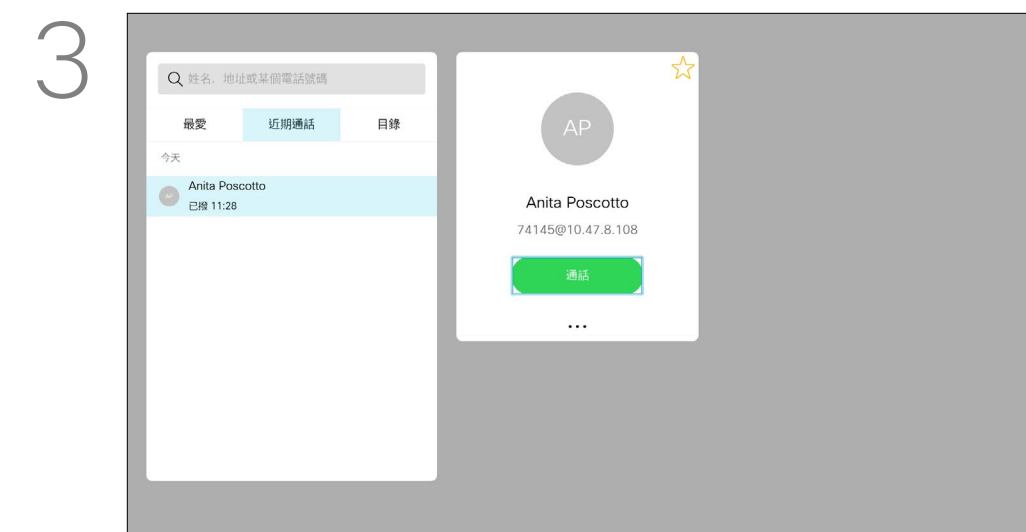 3
姓名，地址或某個電話號碼
最愛 近期通話 目錄
今天
AP
Anita Poscotto
已撥 11:28
AP
Anita Poscotto
74145@10.47.8.108
通話
...